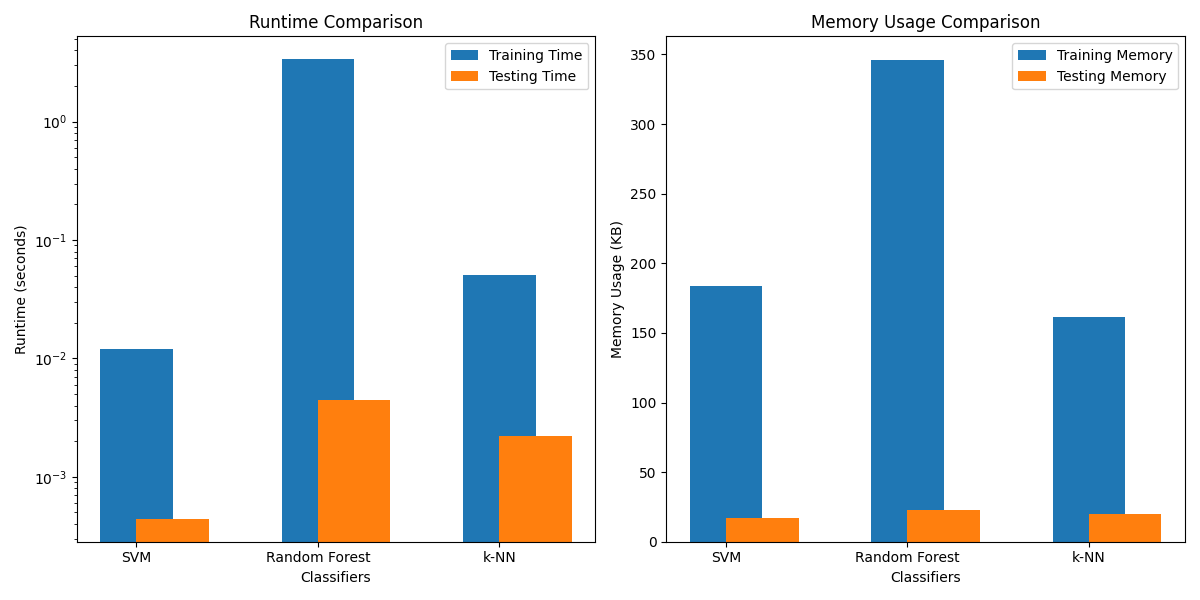 Runtime Comparison
Training Time
Testing Time
10⁰
10⁻¹
10⁻²
10⁻³
Runtime (seconds)
SVM
Random Forest
k-NN
Classifiers
Memory Usage Comparison
Training Memory
Testing Memory
350
300
250
200
150
100
50
0
Memory Usage (KB)
SVM
Random Forest
k-NN
Classifiers